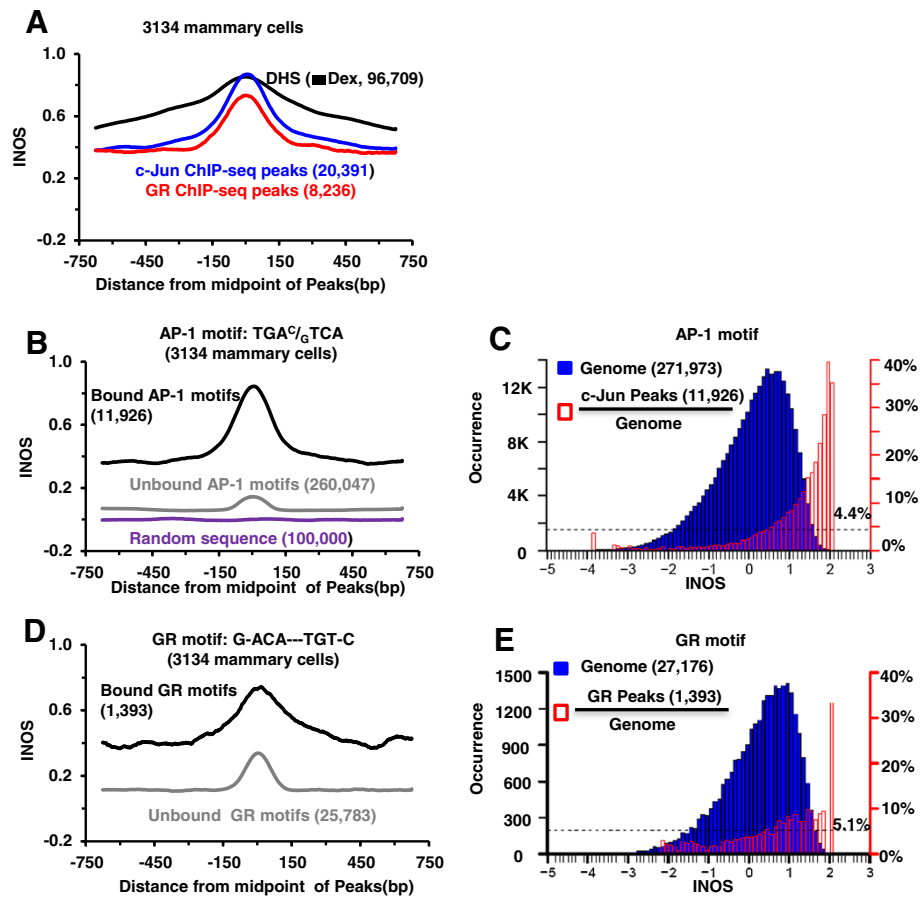 A
3134 mammary cells
1.0
0.6
0.2
-0.2
INOS
DHS (■Dex, 96,709)
c-Jun ChIP-seq peaks (20,391)
GR ChIP-seq peaks (8,236)
-750 -450 -150 150 450 750
Distance from midpoint of Peaks(bp)
B
AP-1 motif: TGAC/GTCA
(3134 mammary cells)
1.0
0.6
0.2
-0.2
INOS
Bound AP-1 motifs
(11,926)
Unbound AP-1 motifs (260,047)
Random sequence (100,000)
-750 -450 -150 150 450 750
Distance from midpoint of Peaks(bp)
C
AP-1 motif
Occurrence
12K
8K
4K
0
Genome (271,973)
c-Jun Peaks (11,926)
Genome
40%
30%
20%
10%
0%
4.4%
−5 −4 −3 −2 −1 0 1 2 3
INOS
D
GR motif: G-ACA---TGT-C
(3134 mammary cells)
1.0
0.6
0.2
-0.2
INOS
Bound GR motifs
(1,393)
Unbound GR motifs (25,783)
-750 -450 -150 150 450 750
Distance from midpoint of Peaks(bp)
E
GR motif
Occurrence
1500
1200
900
600
300
0
Genome (27,176)
GR Peaks (1,393)
Genome
40%
30%
20%
10%
0%
5.1%
−5 −4 −3 −2 −1 0 1 2 3
INOS